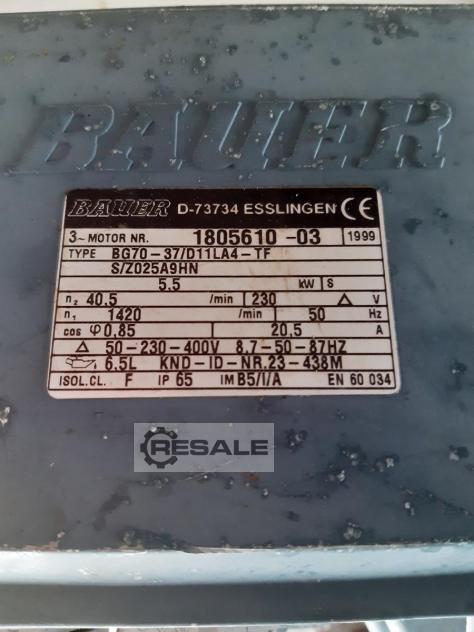 BAUER
BAUER D-73734 ESSLINGEN CE
3~ MOTOR NR. 1805610 -03 1999
TYPE BG70-37/D11LA4-TF
S/Z025A9HN
5.5 kW S
n₂ 40.5 /min 230 Δ V
n₁ 1420 /min 50 Hz
cos φ 0,85 20.5 A
Δ 50-230-400V 8,7-50-87HZ
6.5L KND-ID-NR.23-438M
ISOL.CL. F IP 65 IM B5/I/A EN 60 034
RESALE